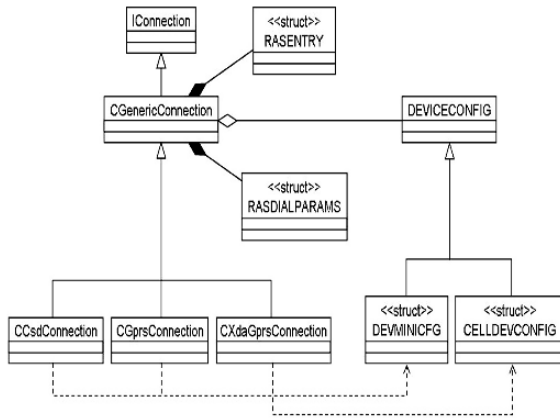 IConnection
<<struct>>
RASENTRY
CGenericConnection
DEVICECONFIG
<<struct>>
RASDIALPARAMS
CCsdConnection
CGprsConnection
CXdaGprsConnection
<<struct>>
DEVMINICFG
<<struct>>
CELLDEVCONFIG